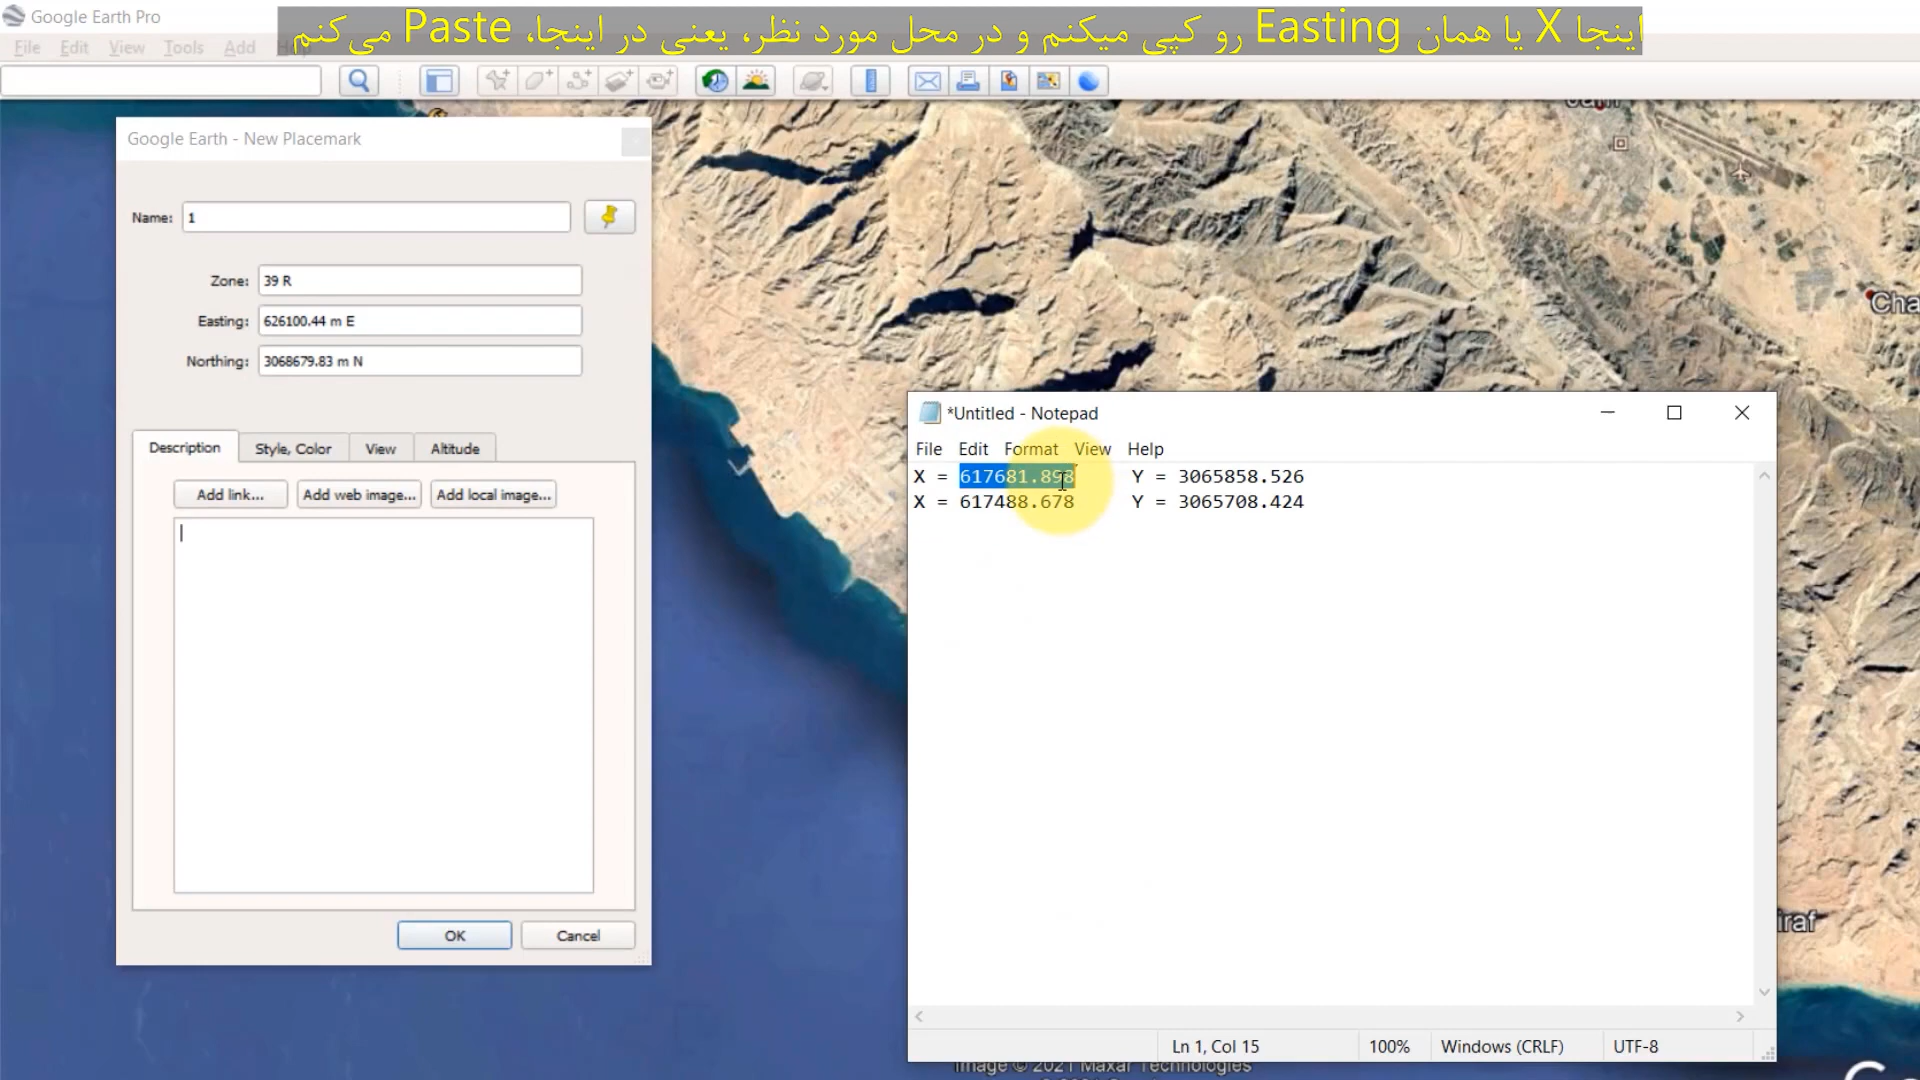 Google Earth Pro
اینجا X یا همان Easting رو کپی میکنم و در محل مورد نظر، یعنی در اینجا، Paste می‌کنم
File Edit View Tools Add
Google Earth - New Placemark
Name: 1
Zone: 39 R
Easting: 626100.44 m E
Northing: 3068679.83 m N
Description Style, Color View Altitude
Add link... Add web image... Add local image...
OK Cancel
*Untitled - Notepad
File Edit Format View Help
X = 617681.898 Y = 3065858.526
X = 617488.678 Y = 3065708.424
Ln 1, Col 15 100% Windows (CRLF) UTF-8
Image © 2021 Maxar Technologies